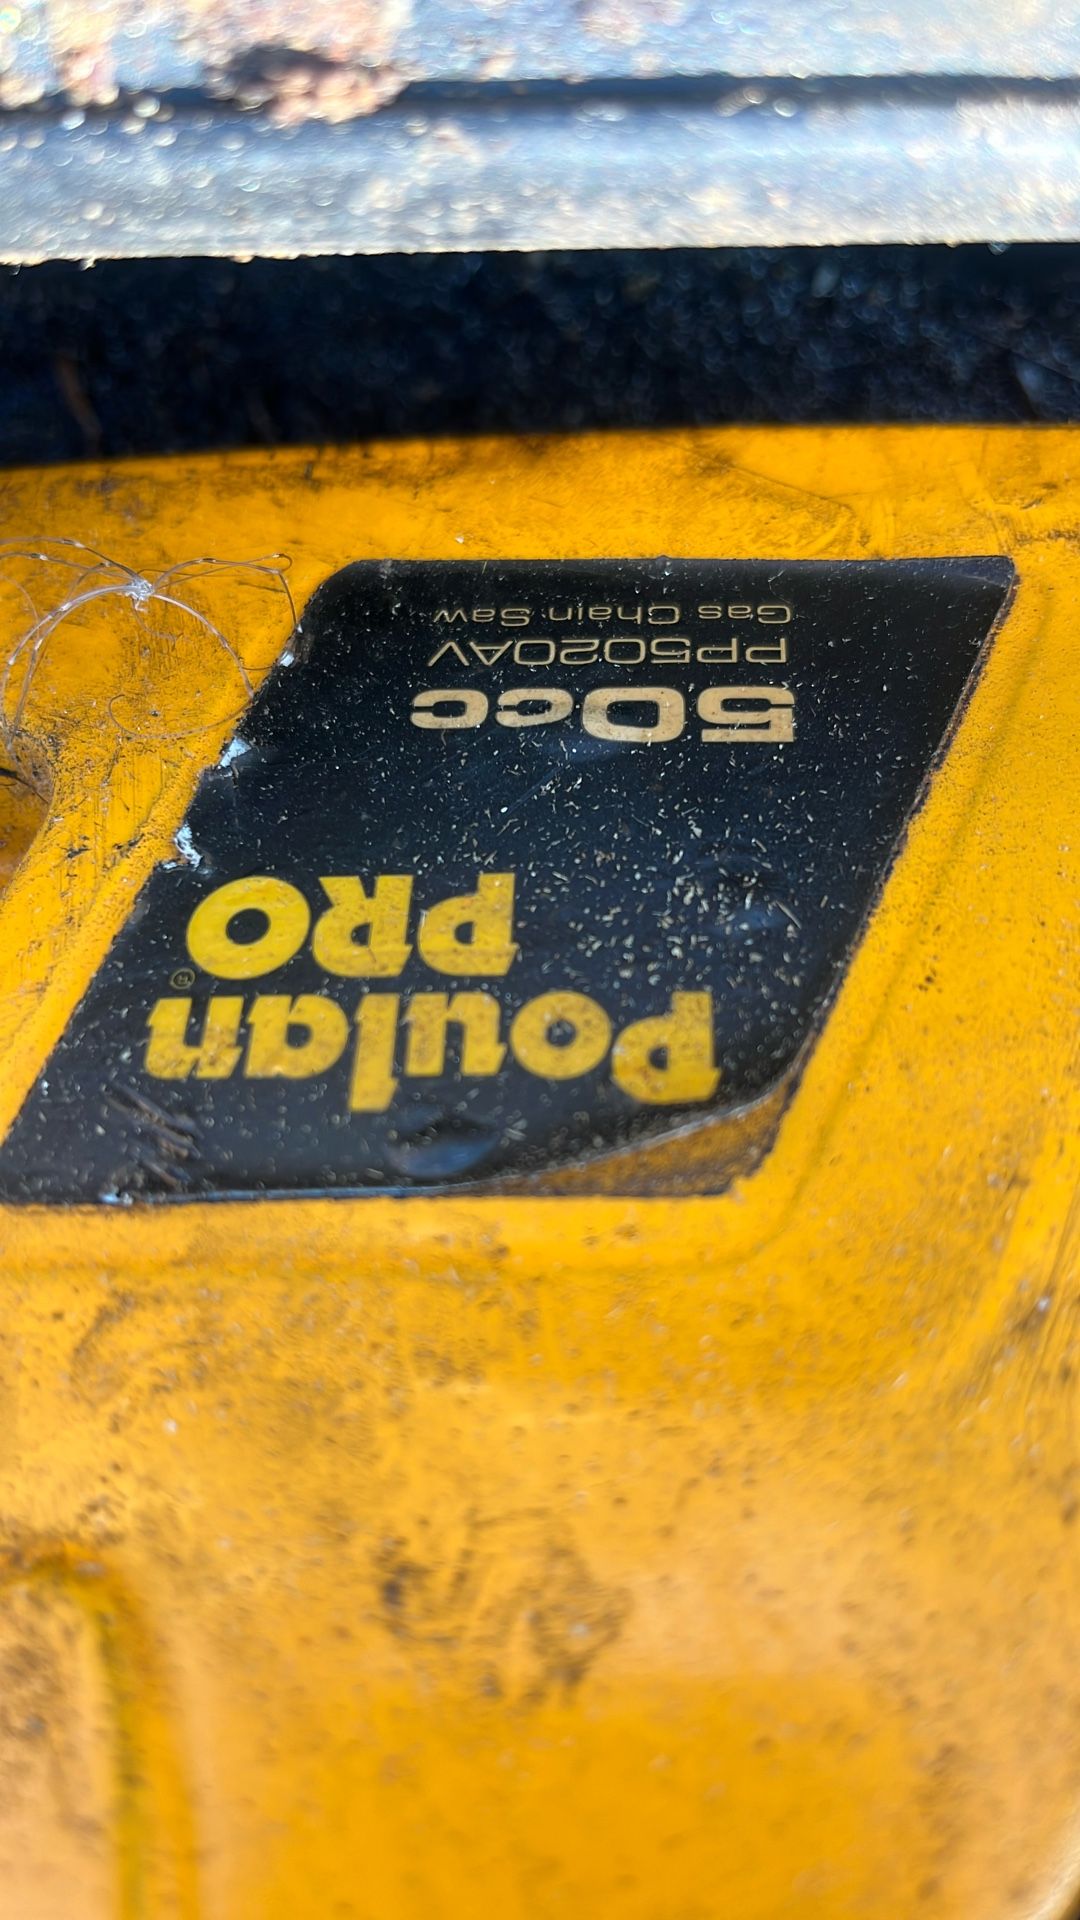 Poulan®
PRO
50cc
PP5020AV
Gas Chain Saw